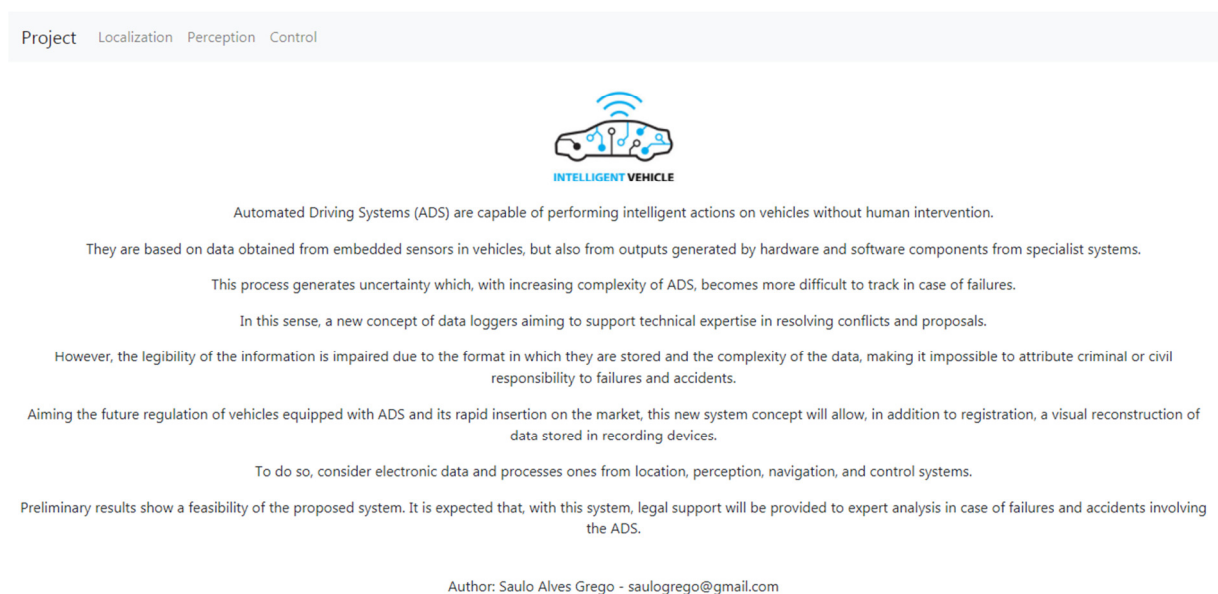 Project Localization Perception Control
INTELLIGENT VEHICLE
Automated Driving Systems (ADS) are capable of performing intelligent actions on vehicles without human intervention.
They are based on data obtained from embedded sensors in vehicles, but also from outputs generated by hardware and software components from specialist systems.
This process generates uncertainty which, with increasing complexity of ADS, becomes more difficult to track in case of failures.
In this sense, a new concept of data loggers aiming to support technical expertise in resolving conflicts and proposals.
However, the legibility of the information is impaired due to the format in which they are stored and the complexity of the data, making it impossible to attribute criminal or civil
responsibility to failures and accidents.
Aiming the future regulation of vehicles equipped with ADS and its rapid insertion on the market, this new system concept will allow, in addition to registration, a visual reconstruction of
data stored in recording devices.
To do so, consider electronic data and processes ones from location, perception, navigation, and control systems.
Preliminary results show a feasibility of the proposed system. It is expected that, with this system, legal support will be provided to expert analysis in case of failures and accidents involving
the ADS.
Author: Saulo Alves Grego - saulogrego@gmail.com